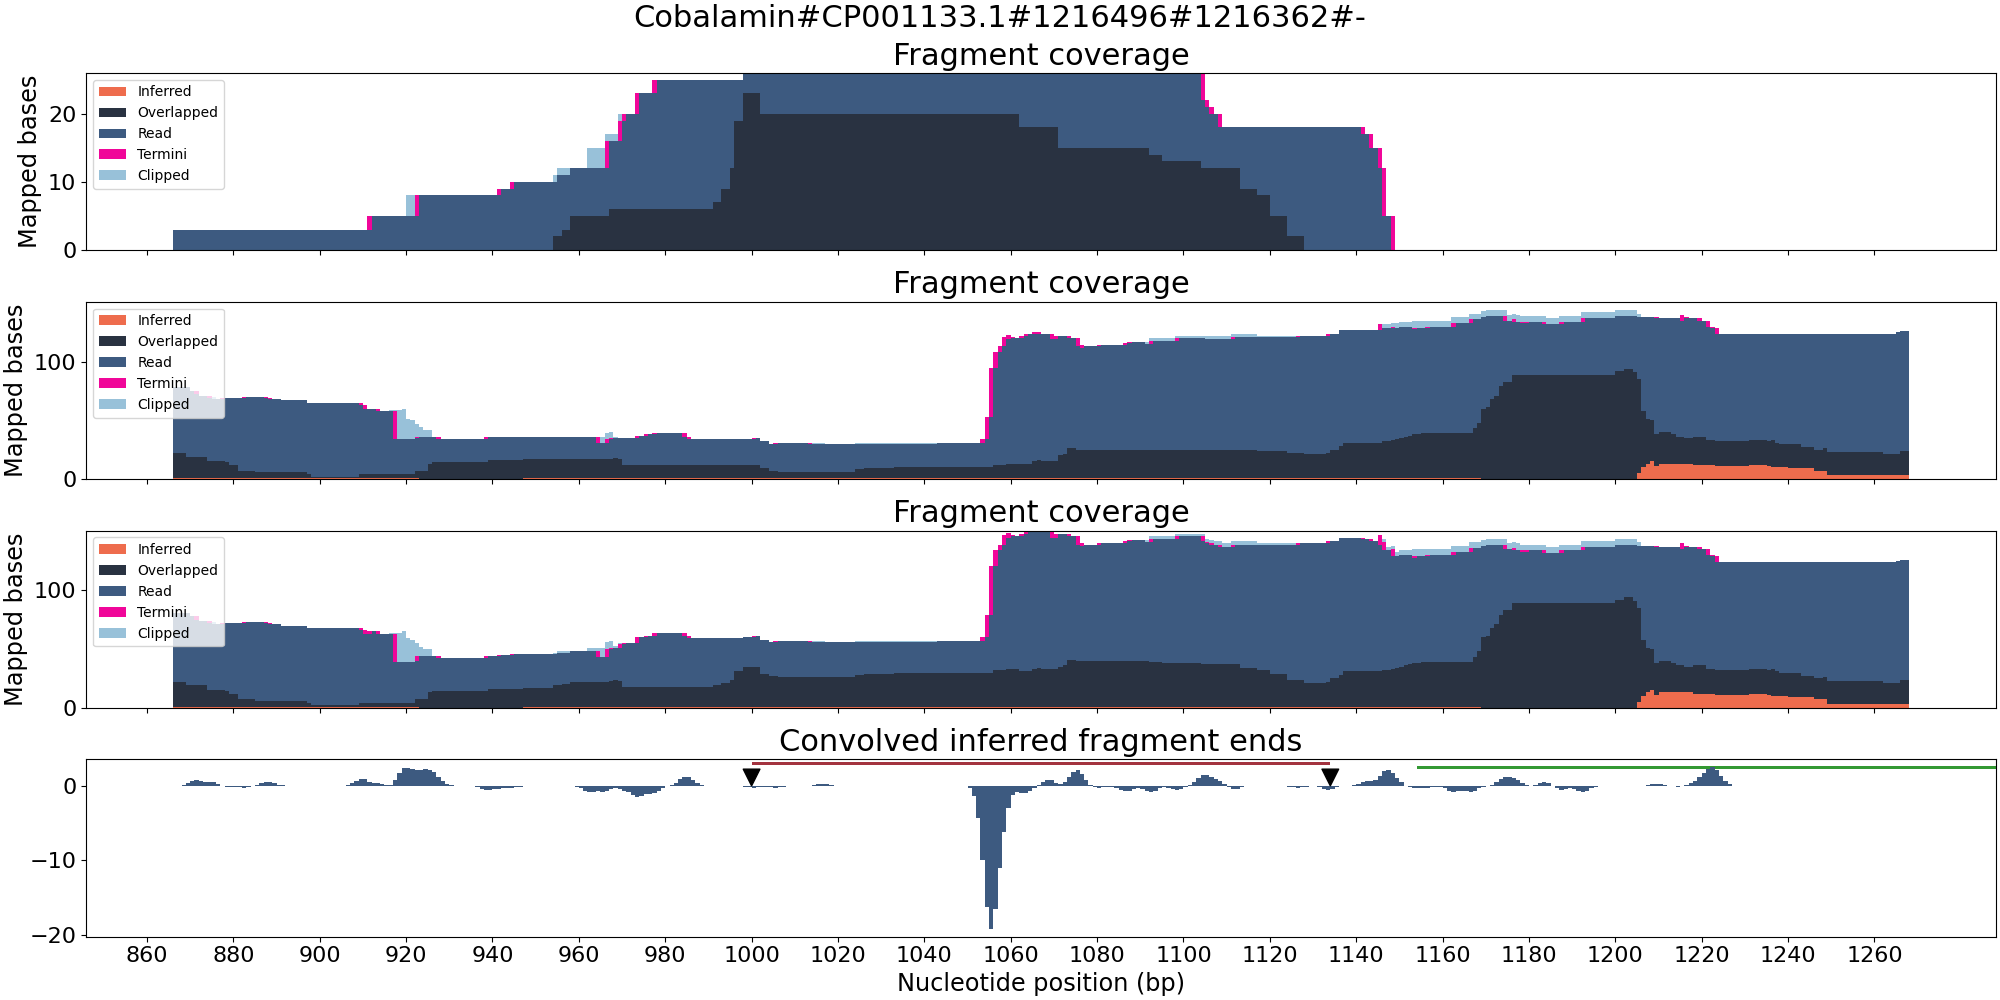 Cobalamin#CP001133.1#1216496#1216362#-
Fragment coverage
Mapped bases
20
10
0
Inferred
Overlapped
Read
Termini
Clipped
Fragment coverage
Mapped bases
100
0
Inferred
Overlapped
Read
Termini
Clipped
Fragment coverage
Mapped bases
100
0
Inferred
Overlapped
Read
Termini
Clipped
Convolved inferred fragment ends
0
−10
−20
860 880 900 920 940 960 980 1000 1020 1040 1060 1080 1100 1120 1140 1160 1180 1200 1220 1240 1260
Nucleotide position (bp)